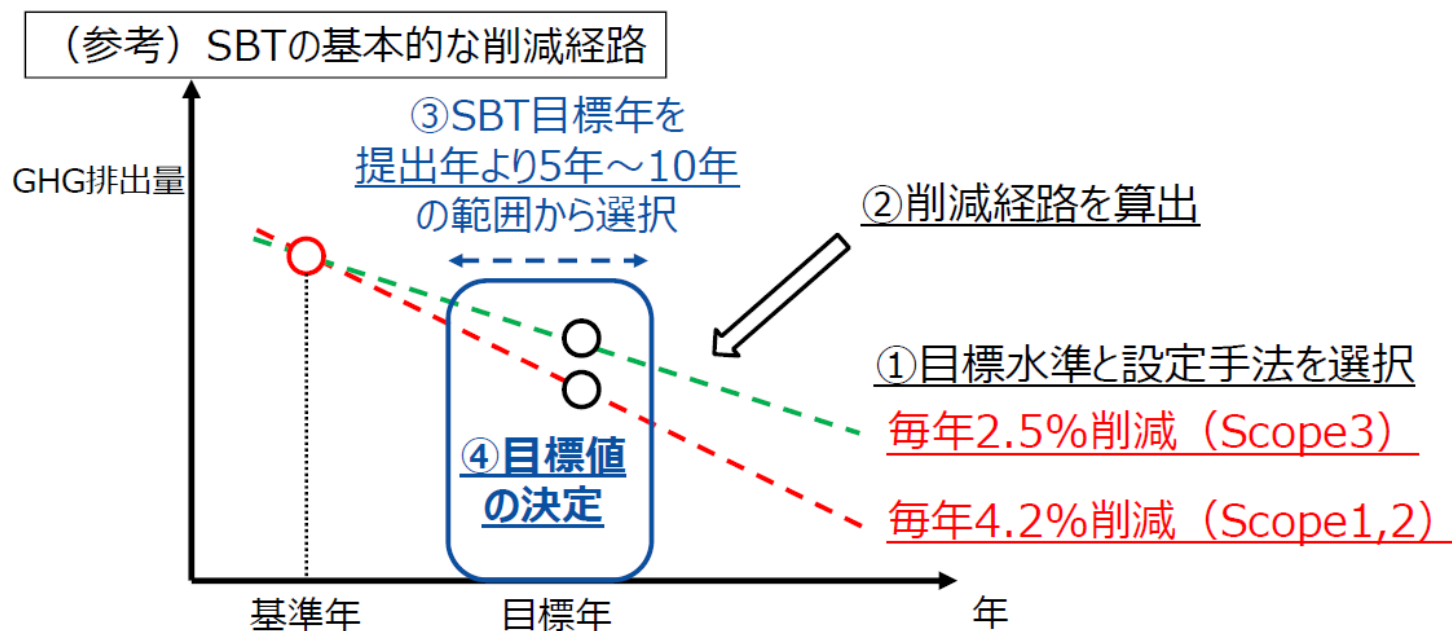 （参考）SBTの基本的な削減経路
GHG排出量
③SBT目標年を
提出年より5年～10年
の範囲から選択
②削減経路を算出
①目標水準と設定手法を選択
毎年2.5%削減（Scope3）
毎年4.2%削減（Scope1,2）
④目標値
の決定
基準年
目標年
年